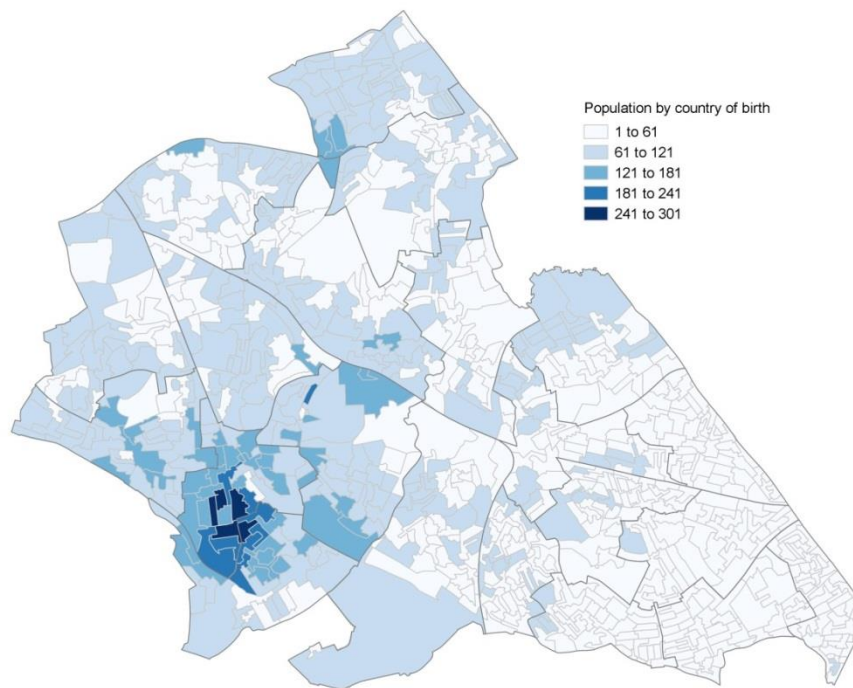 Population by country of birth
1 to 61
61 to 121
121 to 181
181 to 241
241 to 301